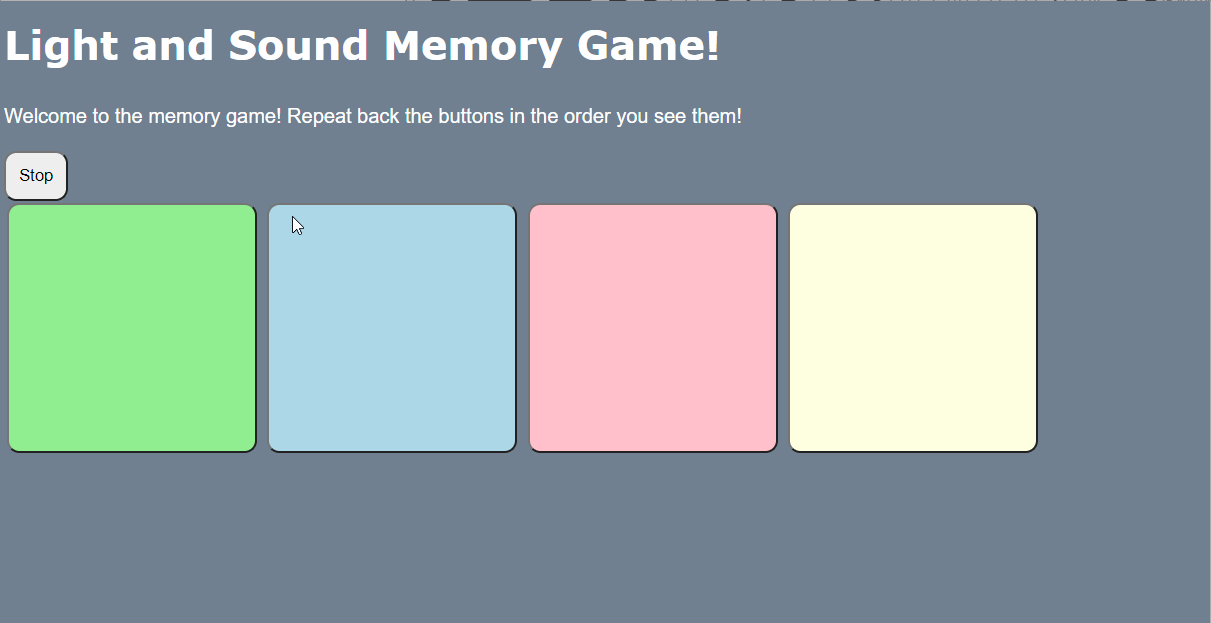 Light and Sound Memory Game!
Welcome to the memory game! Repeat back the buttons in the order you see them!
Stop